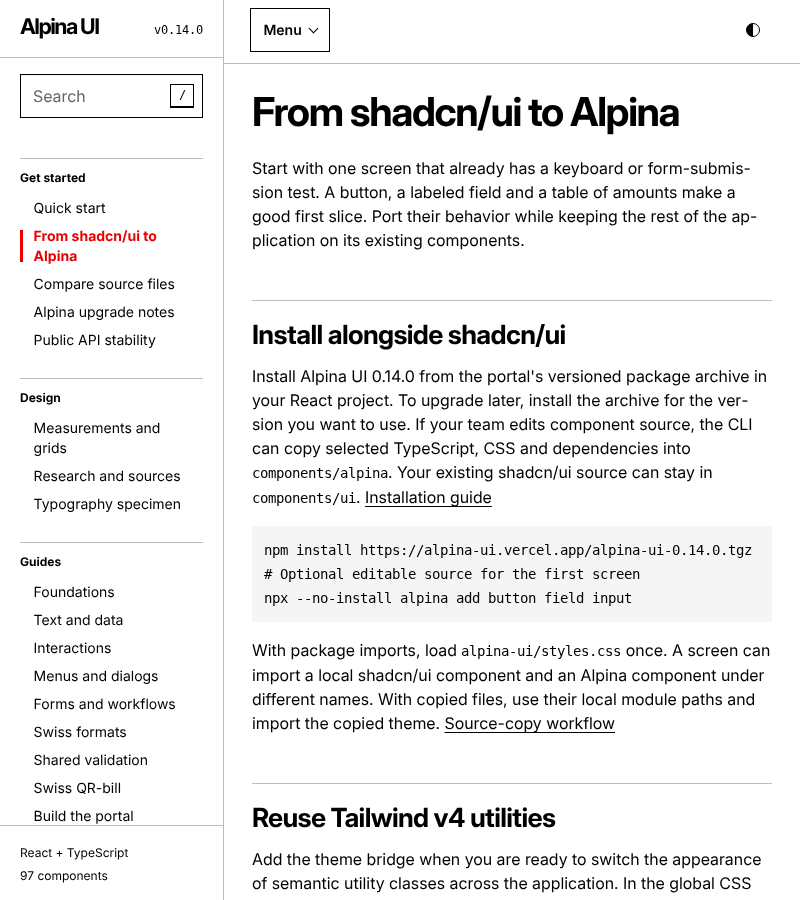 Alpina UI
v0.14.0
Search
/
Get started
Quick start
From shadcn/ui to
Alpina
Compare source files
Alpina upgrade notes
Public API stability
Design
Measurements and
grids
Research and sources
Typography specimen
Guides
Foundations
Text and data
Interactions
Menus and dialogs
Forms and workflows
Swiss formats
Shared validation
Swiss QR-bill
Build the portal
React + TypeScript
97 components
Menu
From shadcn/ui to Alpina
Start with one screen that already has a keyboard or form-submis-
sion test. A button, a labeled field and a table of amounts make a
good first slice. Port their behavior while keeping the rest of the ap-
plication on its existing components.
Install alongside shadcn/ui
Install Alpina UI 0.14.0 from the portal's versioned package archive in
your React project. To upgrade later, install the archive for the ver-
sion you want to use. If your team edits component source, the CLI
can copy selected TypeScript, CSS and dependencies into
components/alpina. Your existing shadcn/ui source can stay in
components/ui. Installation guide
npm install https://alpina-ui.vercel.app/alpina-ui-0.14.0.tgz
# Optional editable source for the first screen
npx --no-install alpina add button field input
With package imports, load alpina-ui/styles.css once. A screen can
import a local shadcn/ui component and an Alpina component under
different names. With copied files, use their local module paths and
import the copied theme. Source-copy workflow
Reuse Tailwind v4 utilities
Add the theme bridge when you are ready to switch the appearance
of semantic utility classes across the application. In the global CSS